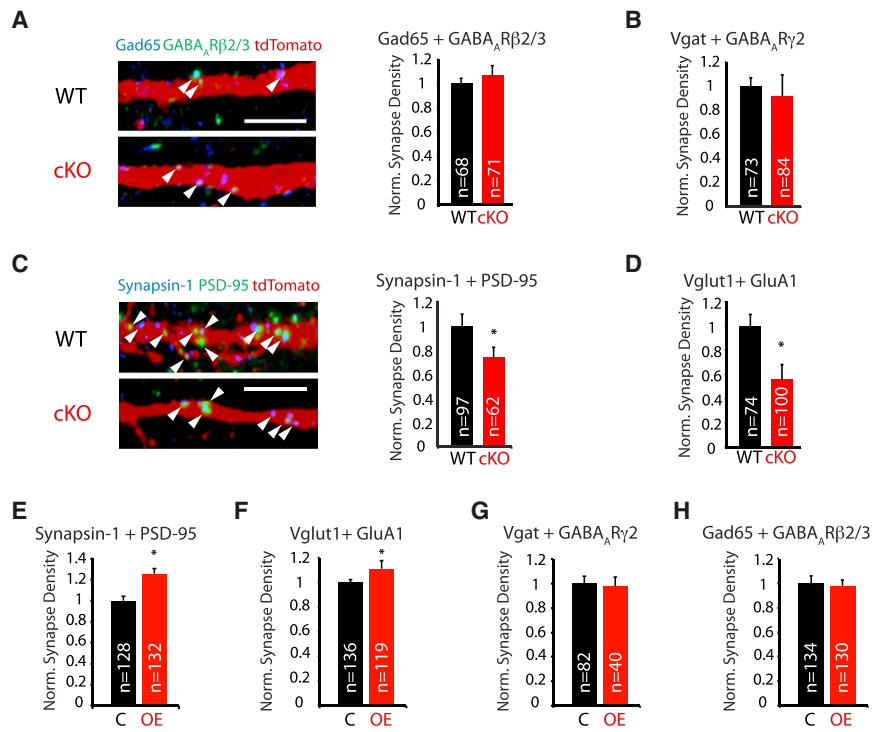 A
Gad65 GABA_ARβ2/3 tdTomato
WT
cKO
Gad65 + GABA_ARβ2/3
Norm. Synapse Density
1.2
1
0.8
0.6
0.4
0.2
0
n=68
n=71
WT cKO
B
Vgat + GABA_ARγ2
Norm. Synapse Density
1.2
1
0.8
0.6
0.4
0.2
0
n=73
n=84
WT cKO
C
Synapsin-1 PSD-95 tdTomato
WT
cKO
Synapsin-1 + PSD-95
Norm. Synapse Density
1.2
1
0.8
0.6
0.4
0.2
0
*
n=97
n=62
WT cKO
D
Vglut1+ GluA1
Norm. Synapse Density
1.2
1
0.8
0.6
0.4
0.2
0
*
n=74
n=100
WT cKO
E
Synapsin-1 + PSD-95
Norm. Synapse Density
1.4
1.2
1
0.8
0.6
0.4
0.2
0
*
n=128
n=132
C OE
F
Vglut1+ GluA1
Norm. Synapse Density
1.2
1
0.8
0.6
0.4
0.2
0
*
n=136
n=119
C OE
G
Vgat + GABA_ARγ2
Norm. Synapse Density
1.2
1
0.8
0.6
0.4
0.2
0
n=82
n=40
C OE
H
Gad65 + GABA_ARβ2/3
Norm. Synapse Density
1.2
1
0.8
0.6
0.4
0.2
0
n=134
n=130
C OE